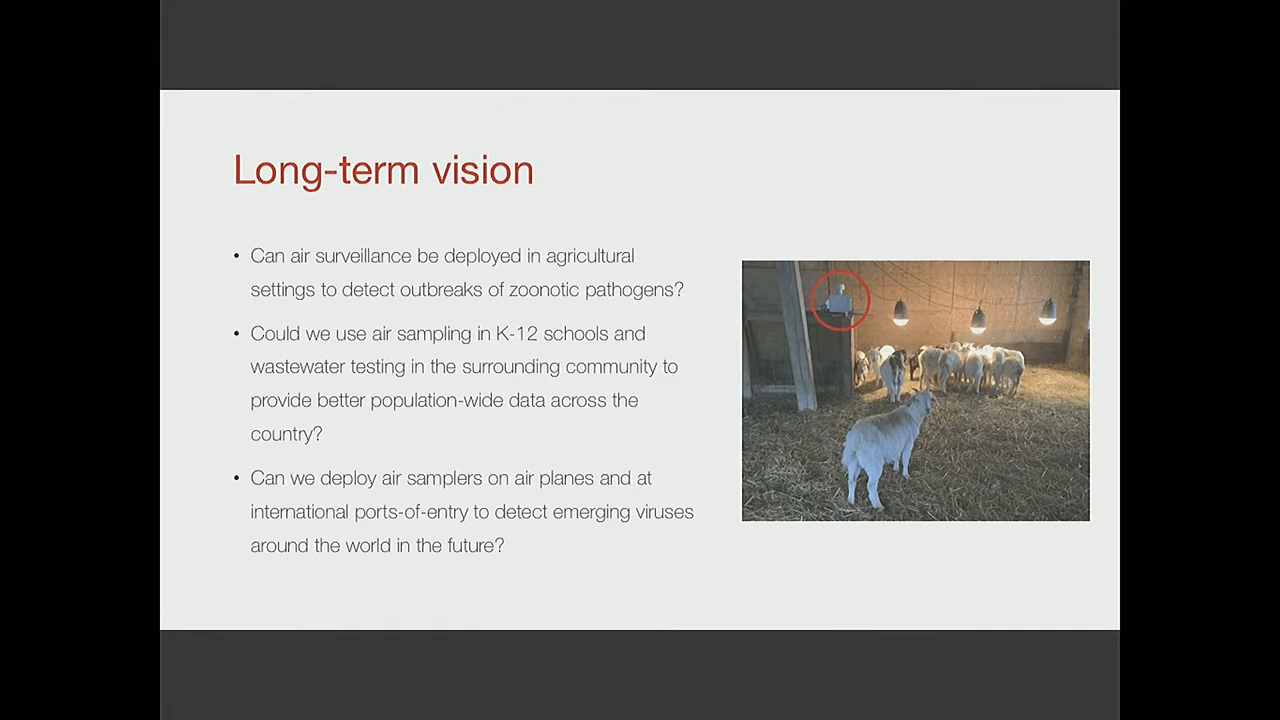 Long-term vision
• Can air surveillance be deployed in agricultural
settings to detect outbreaks of zoonotic pathogens?
• Could we use air sampling in K-12 schools and
wastewater testing in the surrounding community to
provide better population-wide data across the
country?
• Can we deploy air samplers on air planes and at
international ports-of-entry to detect emerging viruses
around the world in the future?